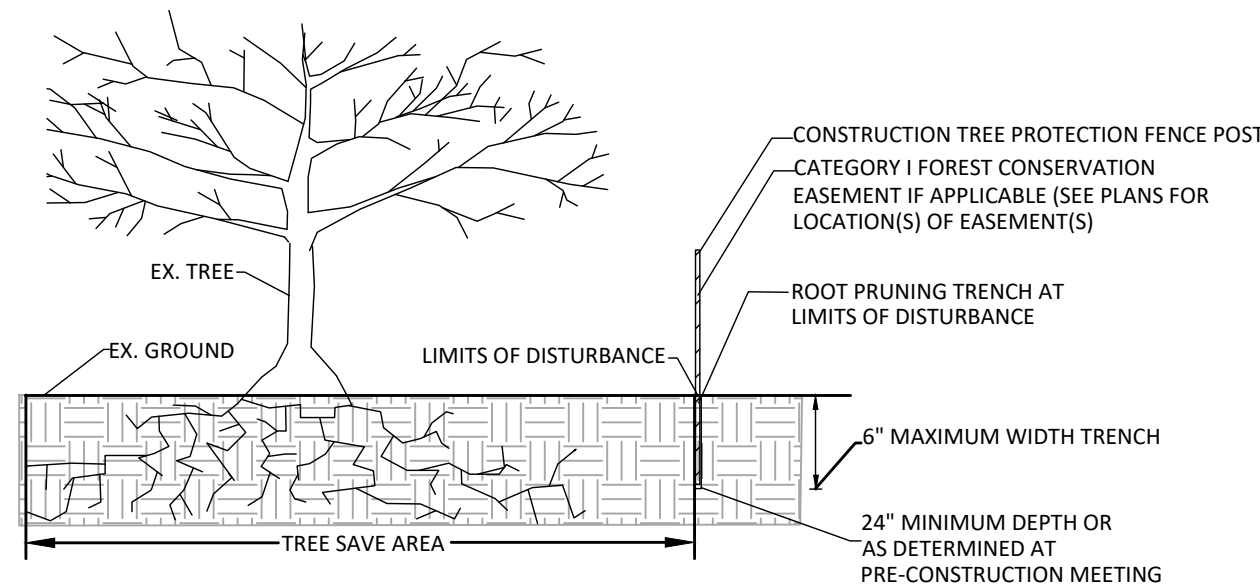 CONSTRUCTION TREE PROTECTION FENCE POST
CATEGORY I FOREST CONSERVATION
EASEMENT IF APPLICABLE (SEE PLANS FOR
LOCATION(S) OF EASEMENT(S)
EX. TREE
ROOT PRUNING TRENCH AT
LIMITS OF DISTURBANCE
EX. GROUND
LIMITS OF DISTURBANCE
6" MAXIMUM WIDTH TRENCH
24" MINIMUM DEPTH OR
AS DETERMINED AT
PRE-CONSTRUCTION MEETING
TREE SAVE AREA